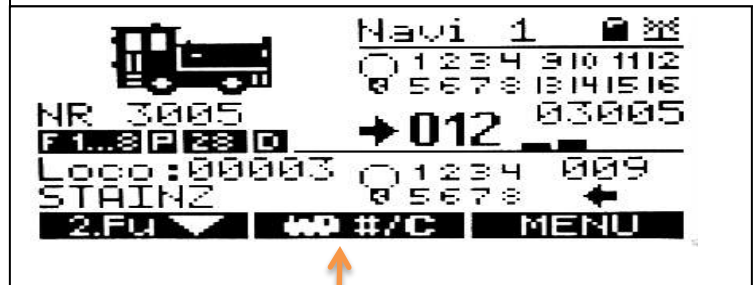 Navi 1
1 2 3 4 9 10 11 12
5 6 7 8 13 14 15 16
NR 3005
012 03005
F 1...8 P 28 D
Loco:00003 1 2 3 4 009
STAINZ 5 6 7 8
2.Fu #/C MENU